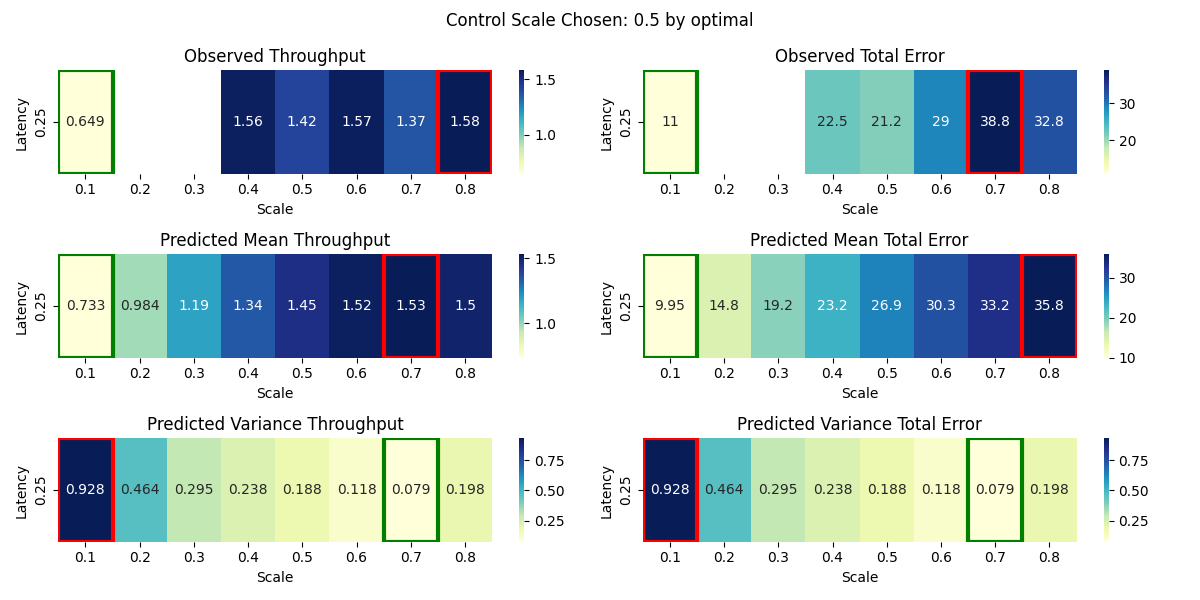 Control Scale Chosen: 0.5 by optimal
Observed Throughput
Latency
0.25
0.649 1.56 1.42 1.57 1.37 1.58
0.1 0.2 0.3 0.4 0.5 0.6 0.7 0.8
Scale
1.5
1.0
Observed Total Error
Latency
0.25
11 22.5 21.2 29 38.8 32.8
0.1 0.2 0.3 0.4 0.5 0.6 0.7 0.8
Scale
30
20
Predicted Mean Throughput
Latency
0.25
0.733 0.984 1.19 1.34 1.45 1.52 1.53 1.5
0.1 0.2 0.3 0.4 0.5 0.6 0.7 0.8
Scale
1.5
1.0
Predicted Mean Total Error
Latency
0.25
9.95 14.8 19.2 23.2 26.9 30.3 33.2 35.8
0.1 0.2 0.3 0.4 0.5 0.6 0.7 0.8
Scale
30
20
10
Predicted Variance Throughput
Latency
0.25
0.928 0.464 0.295 0.238 0.188 0.118 0.079 0.198
0.1 0.2 0.3 0.4 0.5 0.6 0.7 0.8
Scale
0.75
0.50
0.25
Predicted Variance Total Error
Latency
0.25
0.928 0.464 0.295 0.238 0.188 0.118 0.079 0.198
0.1 0.2 0.3 0.4 0.5 0.6 0.7 0.8
Scale
0.75
0.50
0.25